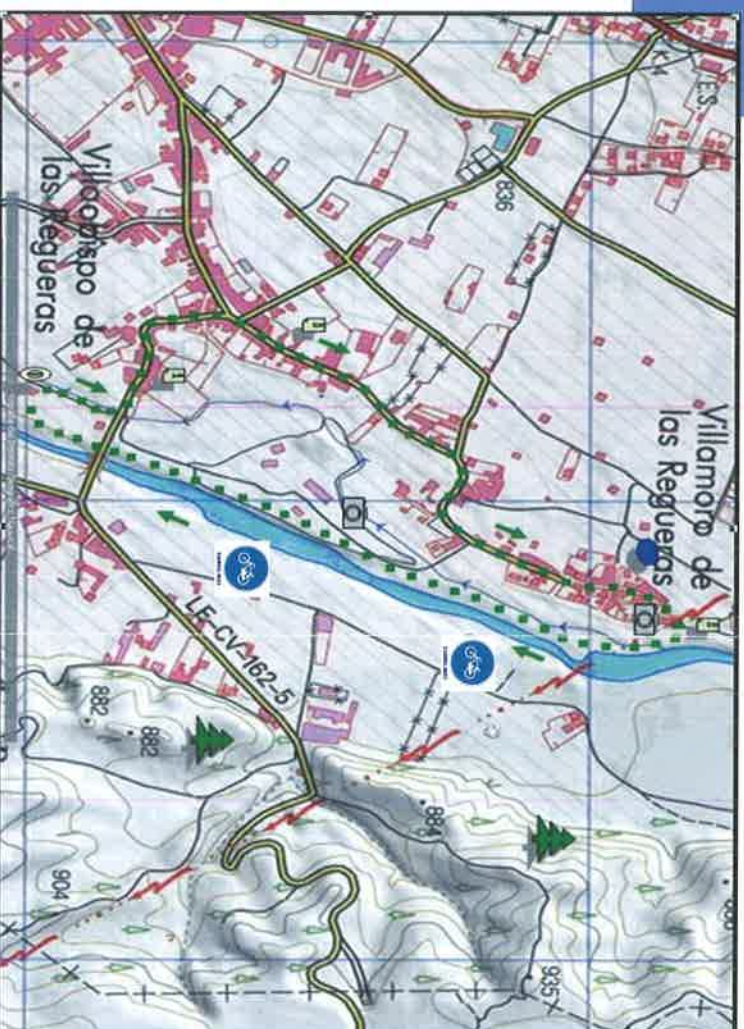 E.S.
836
Villamoro de
las Regueras
Villaobispo de
las Regueras
LE-CV-162-5
882
882
884
904
935